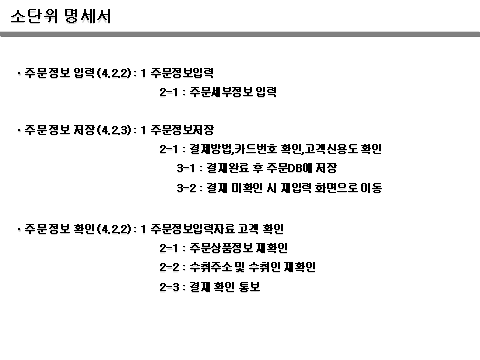 소단위 명세서
· 주문정보 입력(4.2.2) : 1 주문정보입력
2-1 : 주문세부정보 입력
· 주문정보 저장(4.2.3) : 1 주문정보저장
2-1 : 결제방법,카드번호 확인,고객신용도 확인
3-1 : 결제완료 후 주문DB에 저장
3-2 : 결제 미확인 시 재입력 화면으로 이동
· 주문정보 확인(4.2.2) : 1 주문정보입력자료 고객 확인
2-1 : 주문상품정보 재확인
2-2 : 수취주소 및 수취인 재확인
2-3 : 결제 확인 통보